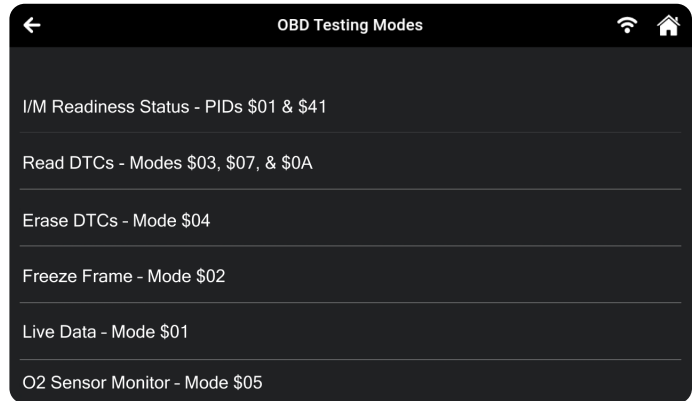 OBD Testing Modes
I/M Readiness Status - PIDs $01 & $41
Read DTCs - Modes $03, $07, & $0A
Erase DTCs - Mode $04
Freeze Frame - Mode $02
Live Data - Mode $01
O2 Sensor Monitor - Mode $05